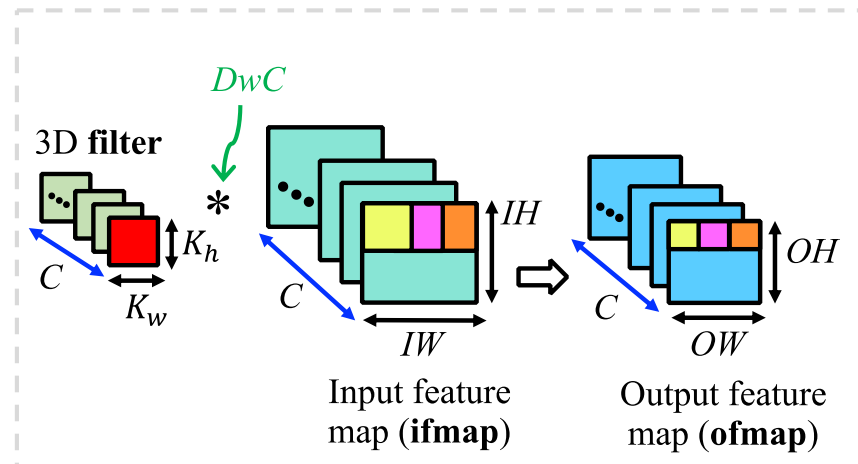 DwC
3D filter
*
IH
K_h
OH
C
C
C
K_w
IW
OW
Input feature
map (ifmap)
Output feature
map (ofmap)